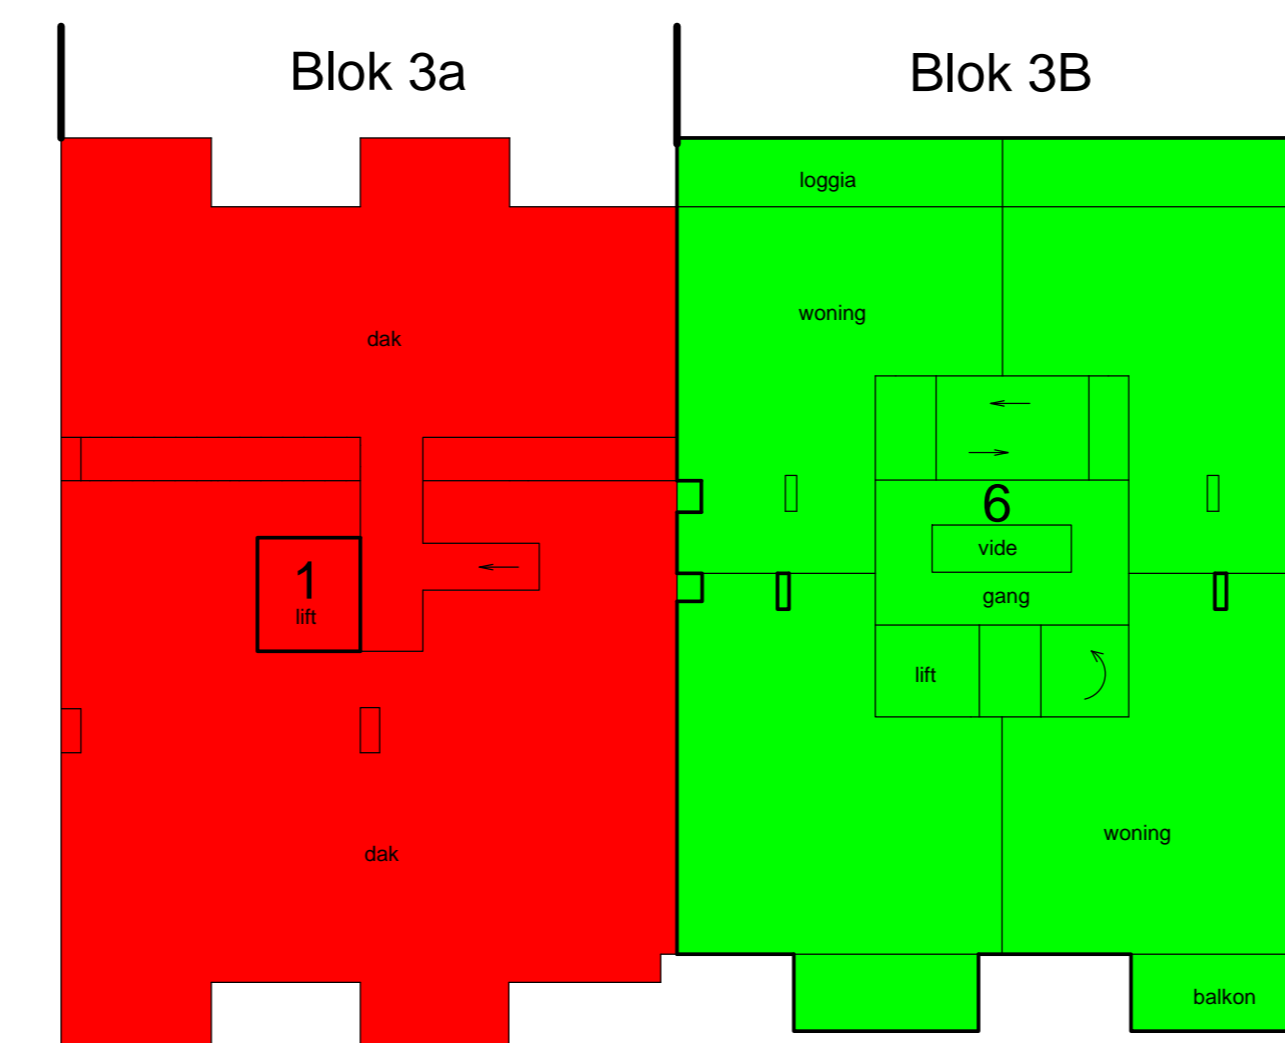 Blok 3a
Blok 3B
loggia
woning
dak
6
vide
1
lift
gang
lift
woning
dak
balkon